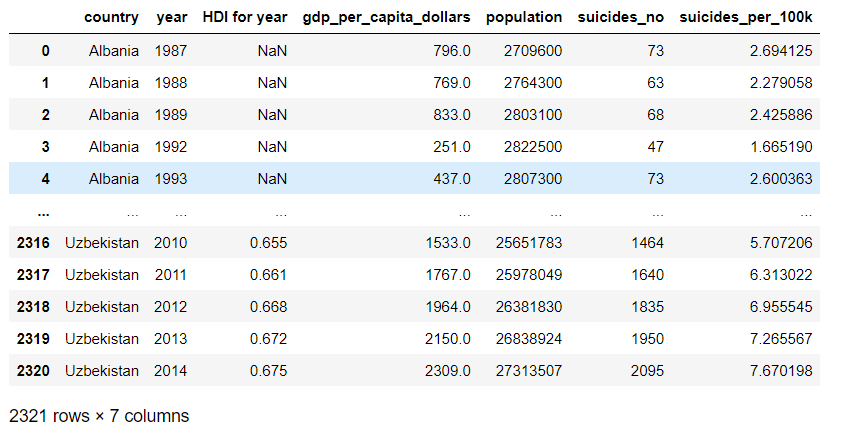 country year HDI for year gdp_per_capita_dollars population suicides_no suicides_per_100k
0 Albania 1987 NaN 796.0 2709600 73 2.694125
1 Albania 1988 NaN 769.0 2764300 63 2.279058
2 Albania 1989 NaN 833.0 2803100 68 2.425886
3 Albania 1992 NaN 251.0 2822500 47 1.665190
4 Albania 1993 NaN 437.0 2807300 73 2.600363
... ... ... ... ... ... ... ...
2316 Uzbekistan 2010 0.655 1533.0 25651783 1464 5.707206
2317 Uzbekistan 2011 0.661 1767.0 25978049 1640 6.313022
2318 Uzbekistan 2012 0.668 1964.0 26381830 1835 6.955545
2319 Uzbekistan 2013 0.672 2150.0 26838924 1950 7.265567
2320 Uzbekistan 2014 0.675 2309.0 27313507 2095 7.670198
2321 rows × 7 columns